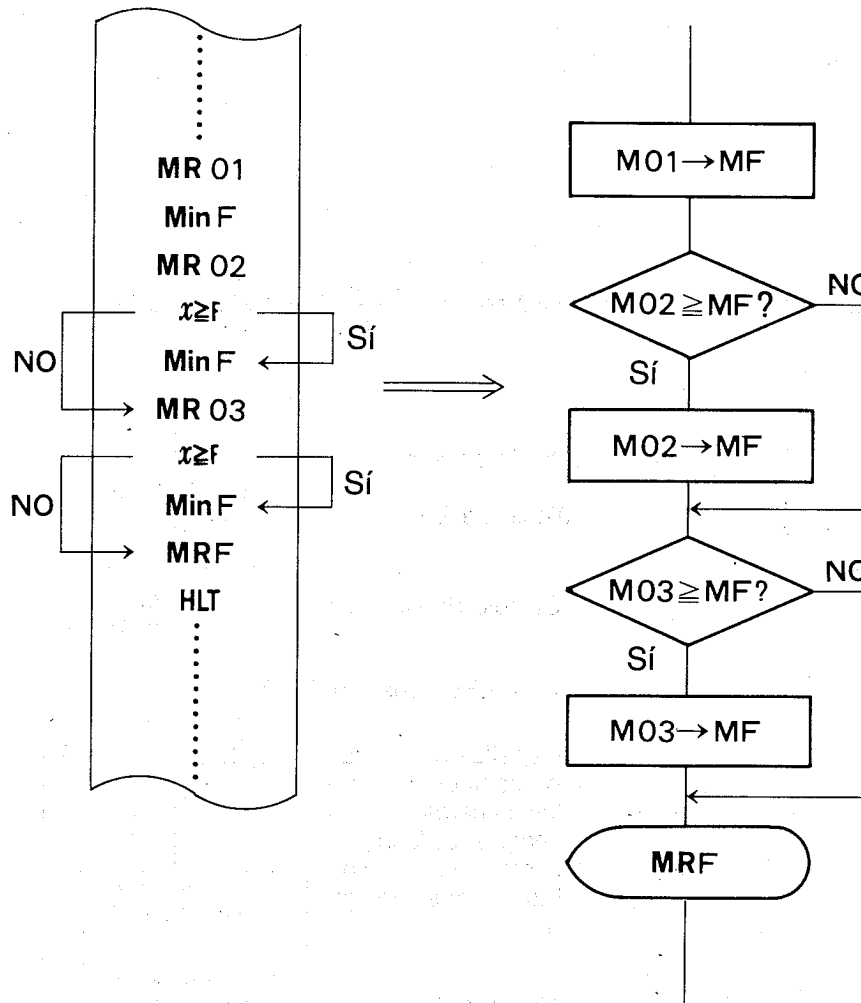 MR 01
Min F
MR 02
x≧F
Sí
NO
Min F
MR 03
x≧F
Sí
NO
Min F
MRF
HLT
M01→MF
M02≧MF?
NO
Sí
M02→MF
M03≧MF?
NO
Sí
M03→MF
MRF